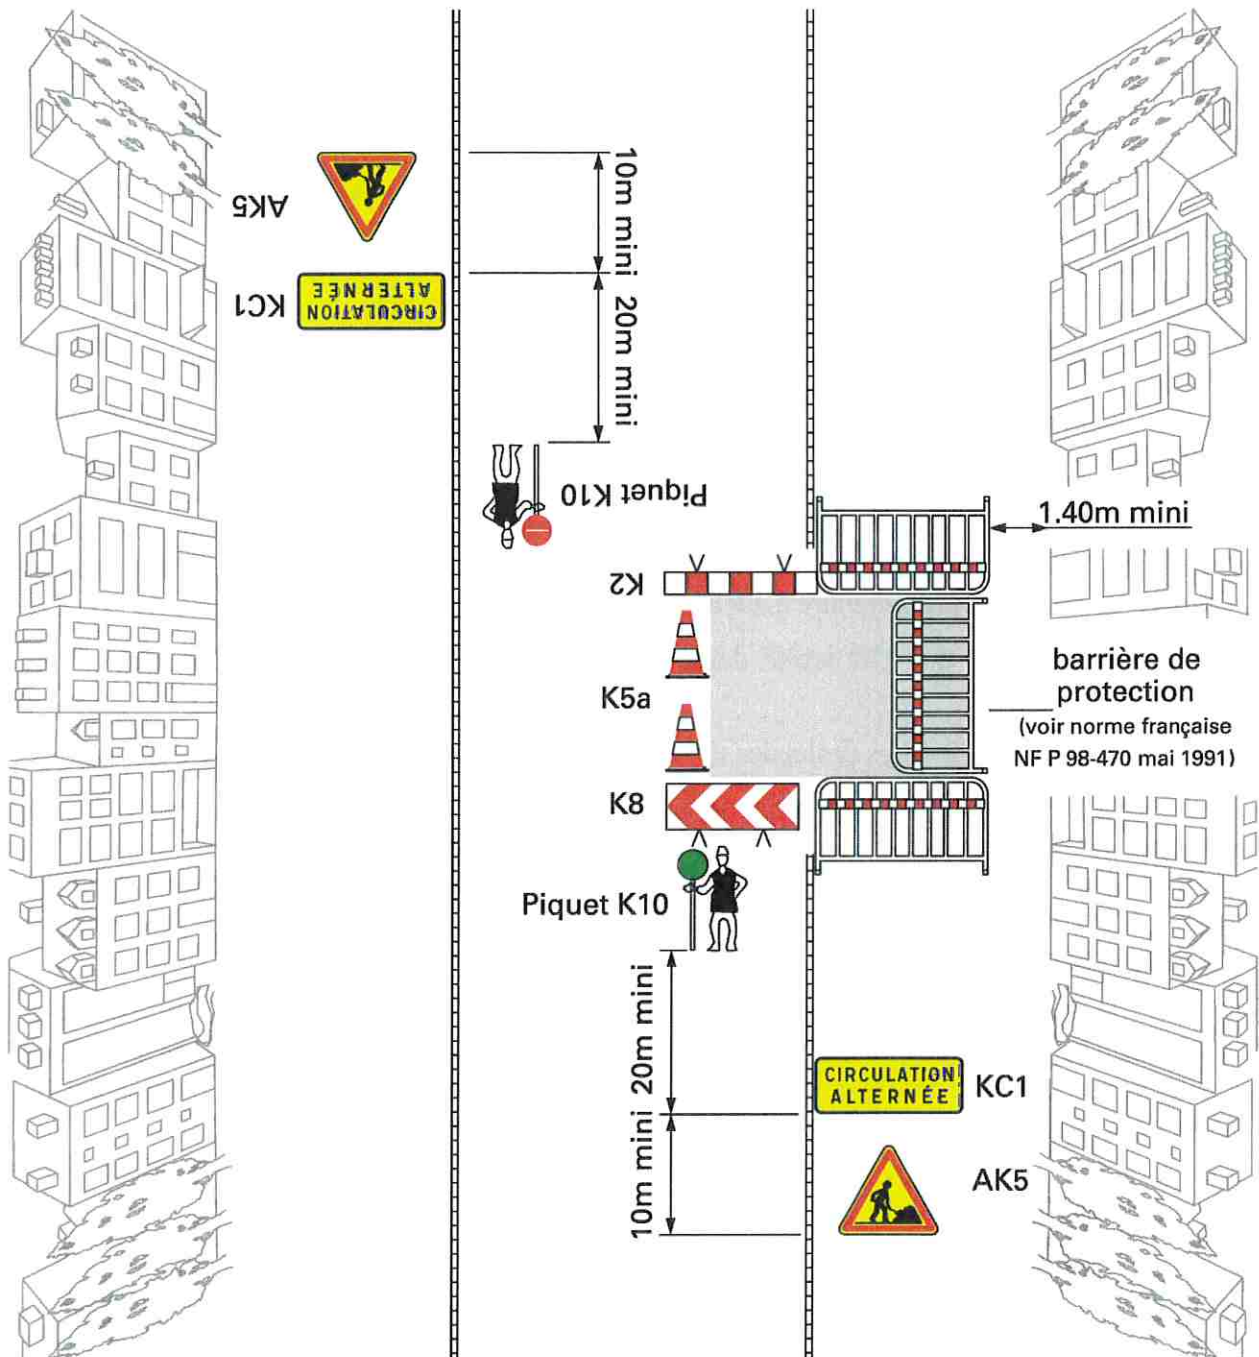 10m mini
AK5
CIRCULATION
ALTERNÉE
KC1
20m mini
Piquet K10
1.40m mini
K2
barrière de
protection
(voir norme française
NF P 98-470 mai 1991)
K5a
K8
Piquet K10
20m mini
CIRCULATION
ALTERNÉE
KC1
10m mini
AK5